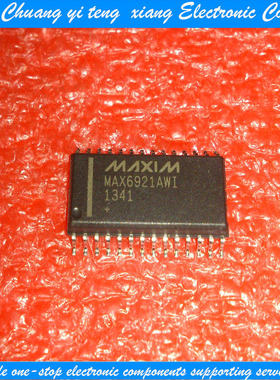 Chuang yi teng xiang Electronic Co
MAXIM
MAX6921AWI
1341
+
le one-stop electronic components supporting serv